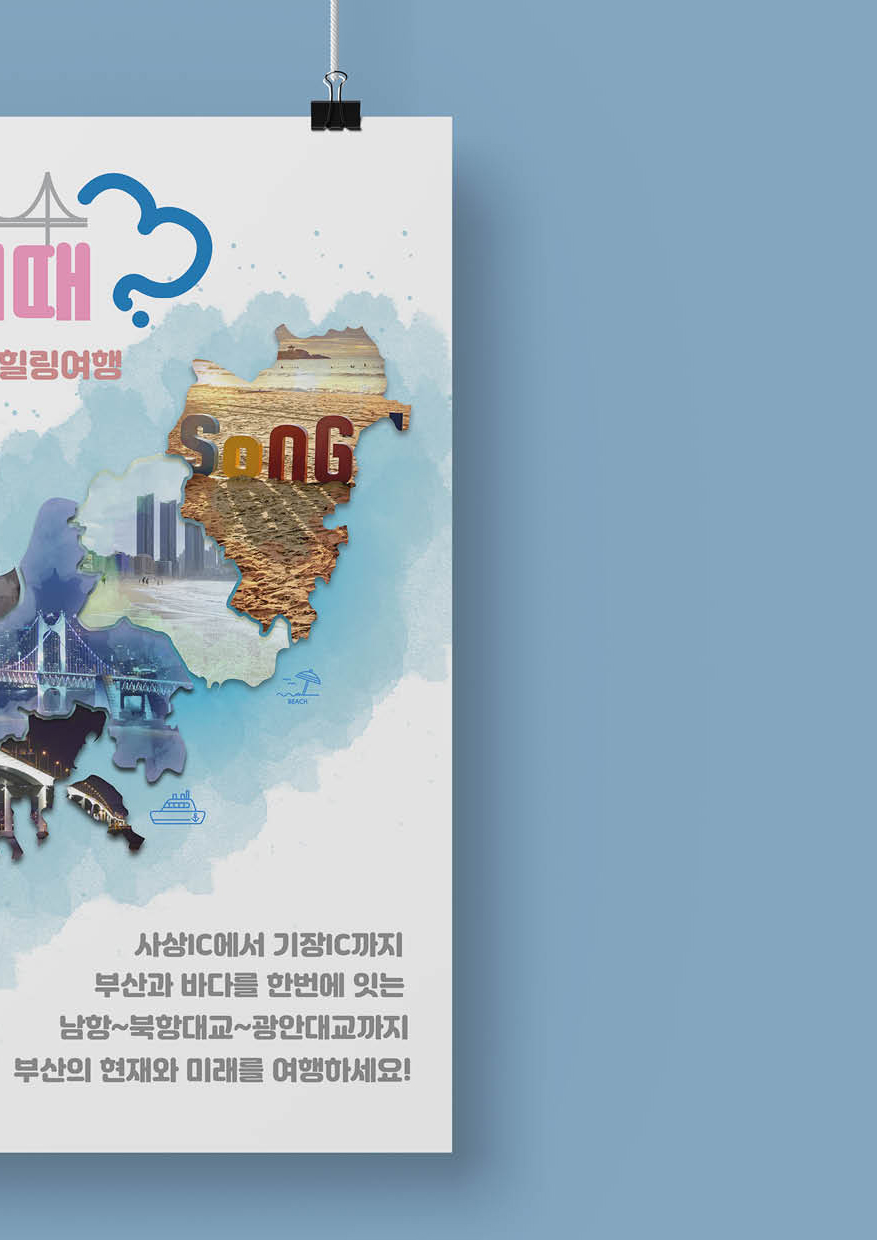 때?
힐링여행
SonG
BEACH
사상IC에서 기장IC까지
부산과 바다를 한번에 잇는
남항~북항대교~광안대교까지
부산의 현재와 미래를 여행하세요!